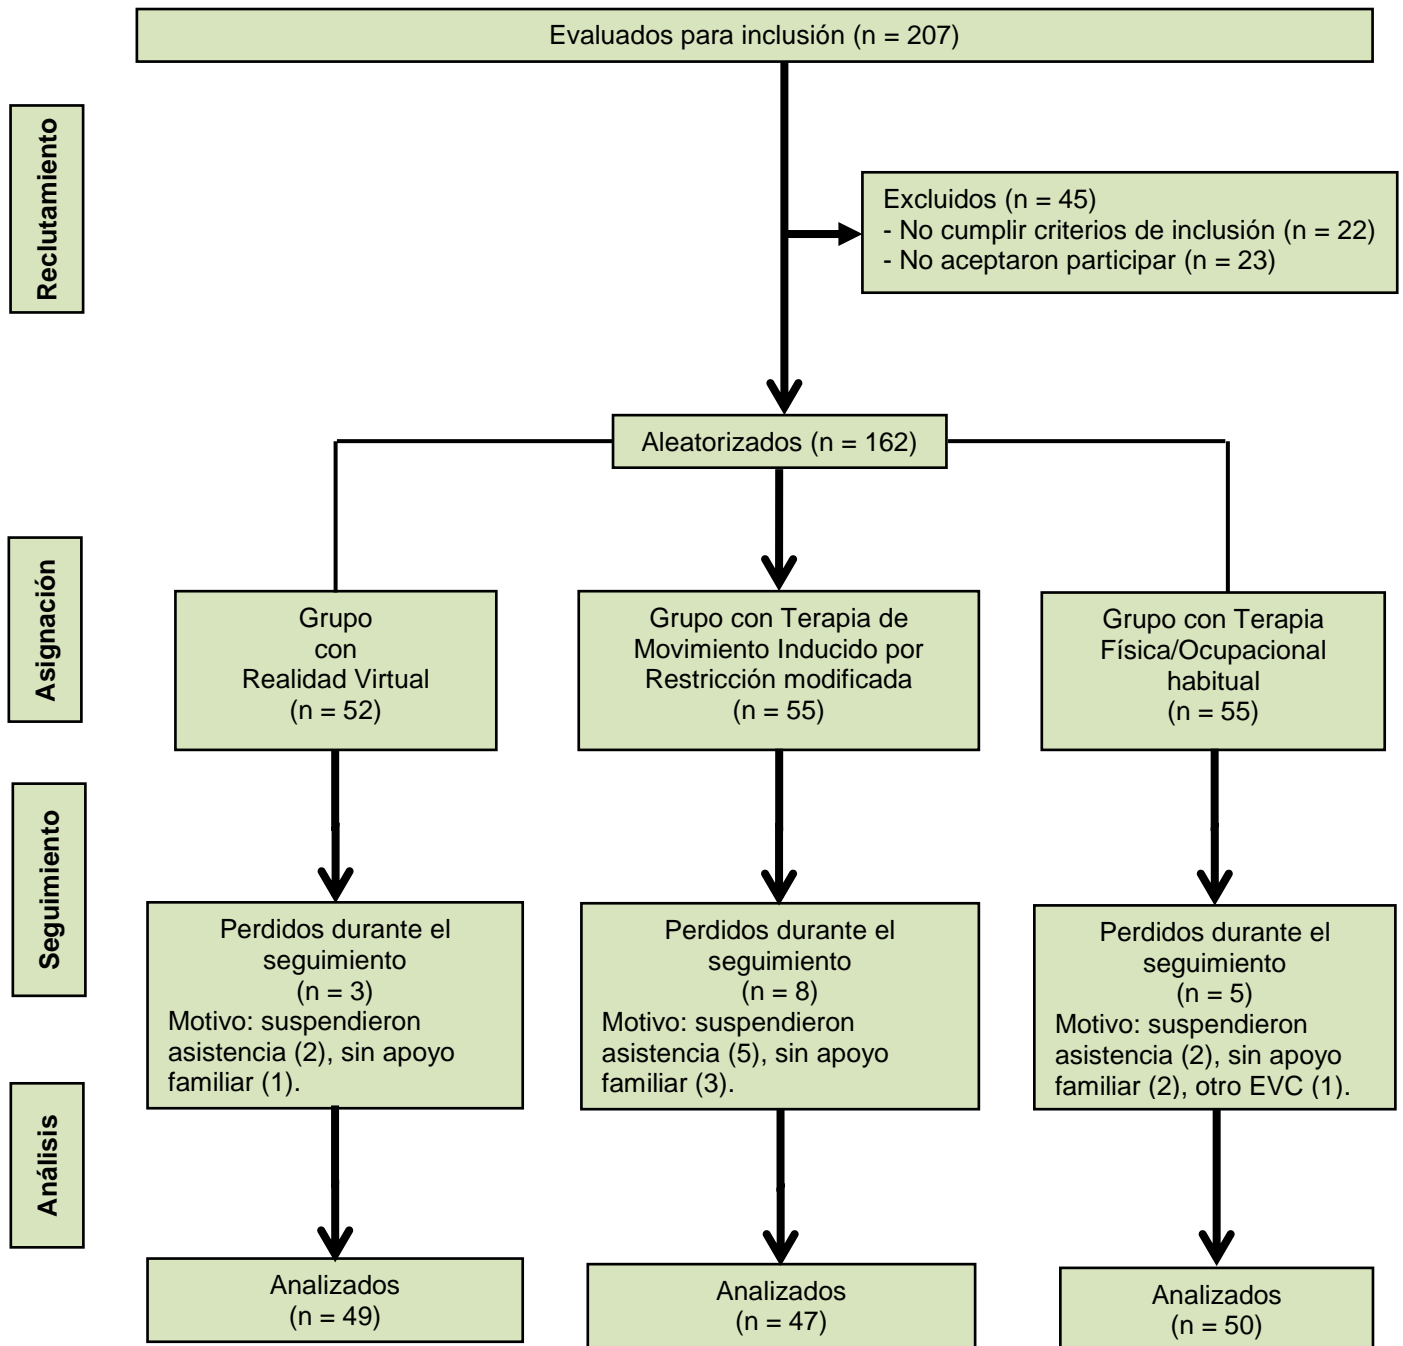 Evaluados para inclusión (n = 207)
Reclutamiento
Excluidos (n = 45)
- No cumplir criterios de inclusión (n = 22)
- No aceptaron participar (n = 23)
Aleatorizados (n = 162)
Asignación
Grupo
con
Realidad Virtual
(n = 52)
Grupo con Terapia de
Movimiento Inducido por
Restricción modificada
(n = 55)
Grupo con Terapia
Física/Ocupacional
habitual
(n = 55)
Seguimiento
Perdidos durante el
seguimiento
(n = 3)
Motivo: suspendieron
asistencia (2), sin apoyo
familiar (1).
Perdidos durante el
seguimiento
(n = 8)
Motivo: suspendieron
asistencia (5), sin apoyo
familiar (3).
Perdidos durante el
seguimiento
(n = 5)
Motivo: suspendieron
asistencia (2), sin apoyo
familiar (2), otro EVC (1).
Análisis
Analizados
(n = 49)
Analizados
(n = 47)
Analizados
(n = 50)